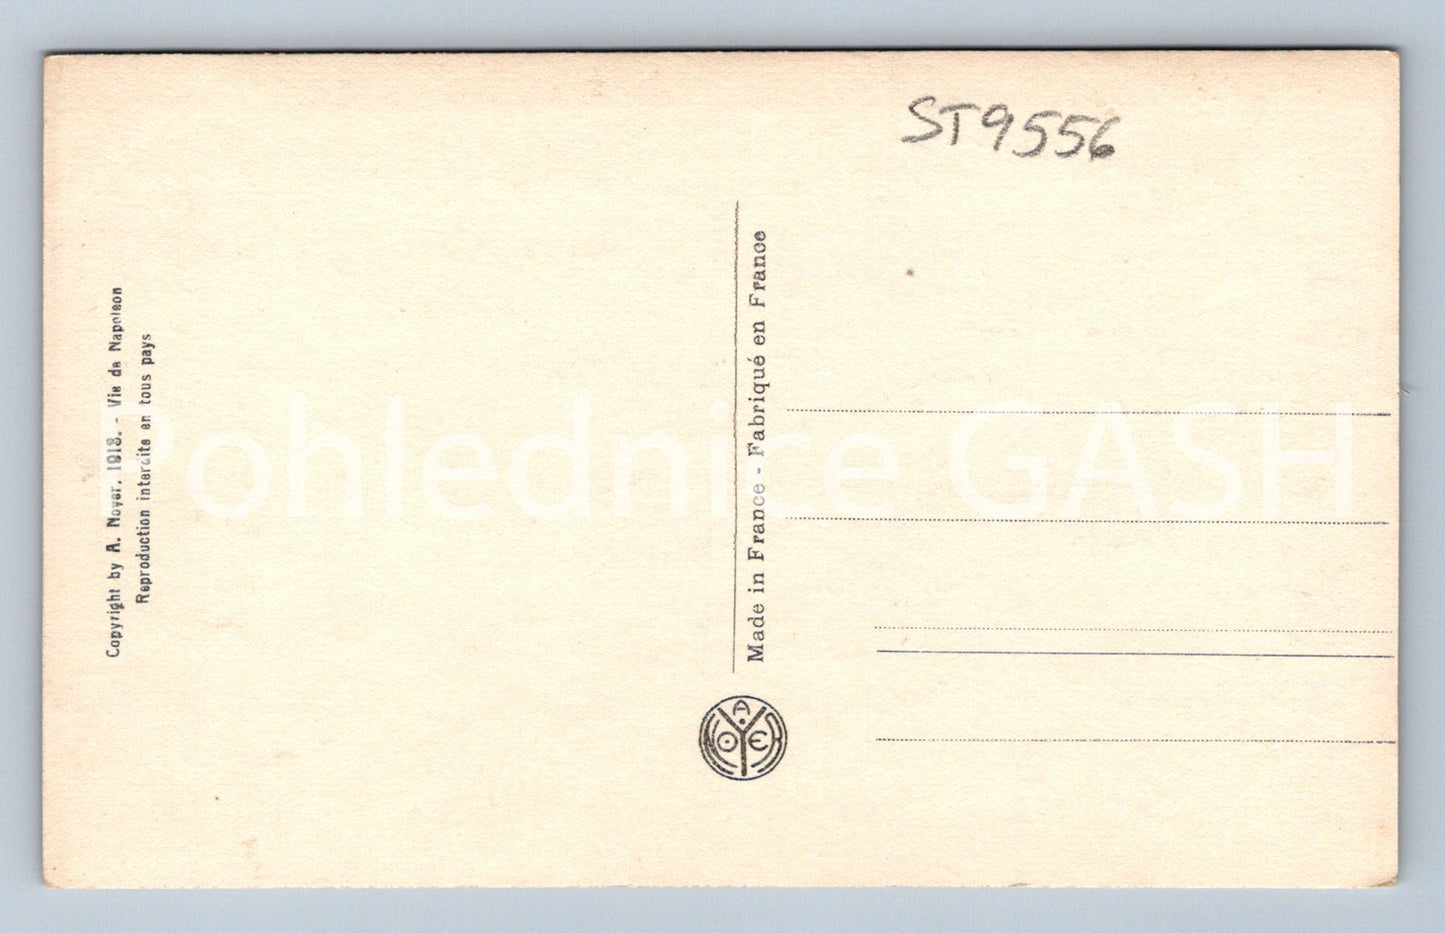 ST9556
Copyright by A. Noyer, 1918. - Vie de Napoleon
Reproduction interdite en tous pays
Made in France - Fabriqué en France
A NOYER
Pohlednice GASH